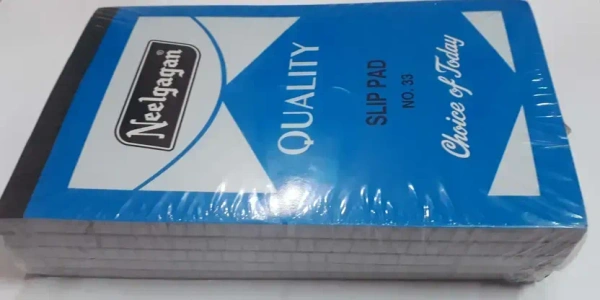 Neelgagan®
QUALITY
SLIP PAD
NO. 33
Choice of Today